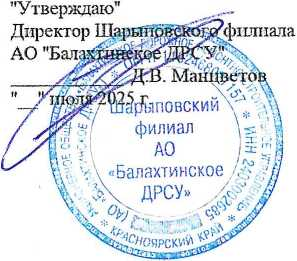 "Утверждаю"
Директор Шарыповского филиала
АО "Балахтинское ДРСУ"
Д.В. Манцветов
"__" июля 2025 г.
Шарыповский
филиал
АО
«Балахтинское
ДРСУ»
КРАСНОЯРСКИЙ КРАЙ